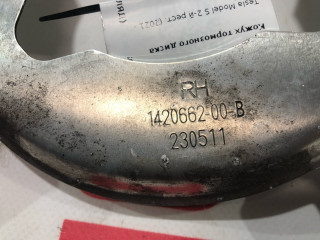 Кожух тормозного диска
Tesla Model S 2-й рест. (2021
RH
1420662-00-B
230511